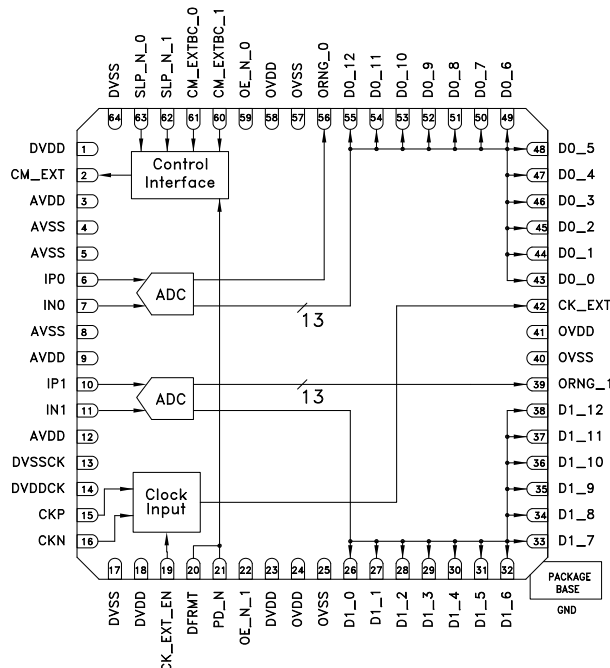 DVSS
SLP_N_0
SLP_N_1
CM_EXTBC_0
CM_EXTBC_1
OE_N_0
OVDD
OVSS
ORNG_0
D0_12
D0_11
D0_10
D0_9
D0_8
D0_7
D0_6
64
63
62
61
60
59
58
57
56
55
54
53
52
51
50
49
DVDD 1
CM_EXT 2
AVDD 3
AVSS 4
AVSS 5
IP0 6
IN0 7
AVSS 8
AVDD 9
IP1 10
IN1 11
AVDD 12
DVSSCK 13
DVDDCK 14
CKP 15
CKN 16
Control
Interface
ADC
13
ADC
13
Clock
Input
48 D0_5
47 D0_4
46 D0_3
45 D0_2
44 D0_1
43 D0_0
42 CK_EXT
41 OVDD
40 OVSS
39 ORNG_1
38 D1_12
37 D1_11
36 D1_10
35 D1_9
34 D1_8
33 D1_7
17
18
19
20
21
22
23
24
25
26
27
28
29
30
31
32
DVSS
DVDD
CK_EXT_EN
DFRMT
PD_N
OE_N_1
DVDD
OVDD
OVSS
D1_0
D1_1
D1_2
D1_3
D1_4
D1_5
D1_6
PACKAGE
BASE
GND